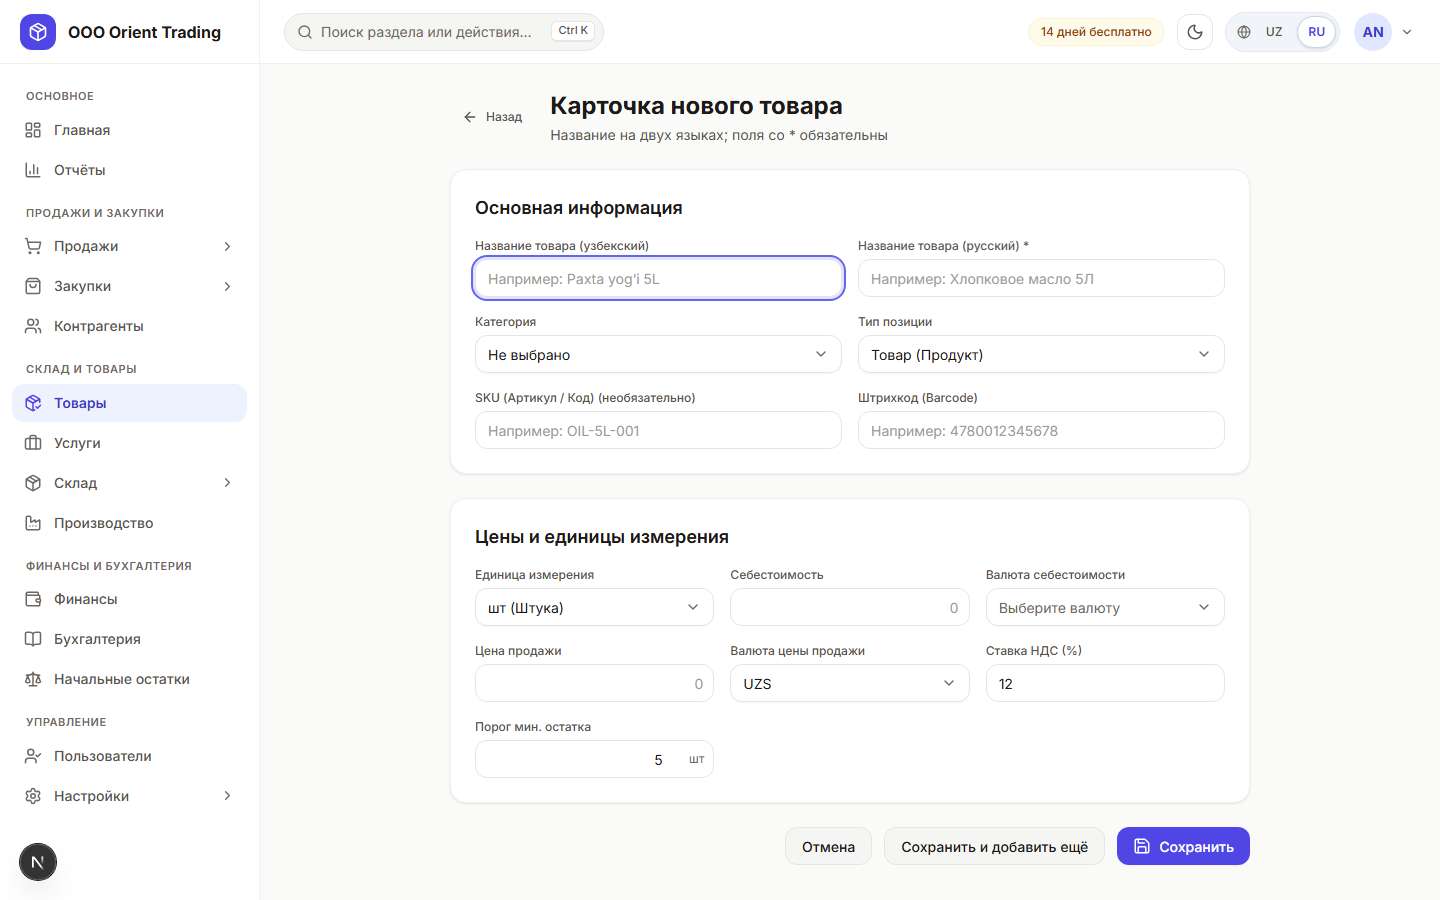 ООО Orient Trading
Поиск раздела или действия...
Ctrl K
14 дней бесплатно
UZ
RU
AN
ОСНОВНОЕ
Главная
Отчёты
ПРОДАЖИ И ЗАКУПКИ
Продажи
Закупки
Контрагенты
СКЛАД И ТОВАРЫ
Товары
Услуги
Склад
Производство
ФИНАНСЫ И БУХГАЛТЕРИЯ
Финансы
Бухгалтерия
Начальные остатки
УПРАВЛЕНИЕ
Пользователи
Настройки
N
Назад
Карточка нового товара
Название на двух языках; поля со * обязательны
Основная информация
Название товара (узбекский)
Например: Paxta yog'i 5L
Название товара (русский) *
Например: Хлопковое масло 5Л
Категория
Не выбрано
Тип позиции
Товар (Продукт)
SKU (Артикул / Код) (необязательно)
Например: OIL-5L-001
Штрихкод (Barcode)
Например: 4780012345678
Цены и единицы измерения
Единица измерения
шт (Штука)
Себестоимость
0
Валюта себестоимости
Выберите валюту
Цена продажи
0
Валюта цены продажи
UZS
Ставка НДС (%)
12
Порог мин. остатка
5 шт
Отмена
Сохранить и добавить ещё
Сохранить